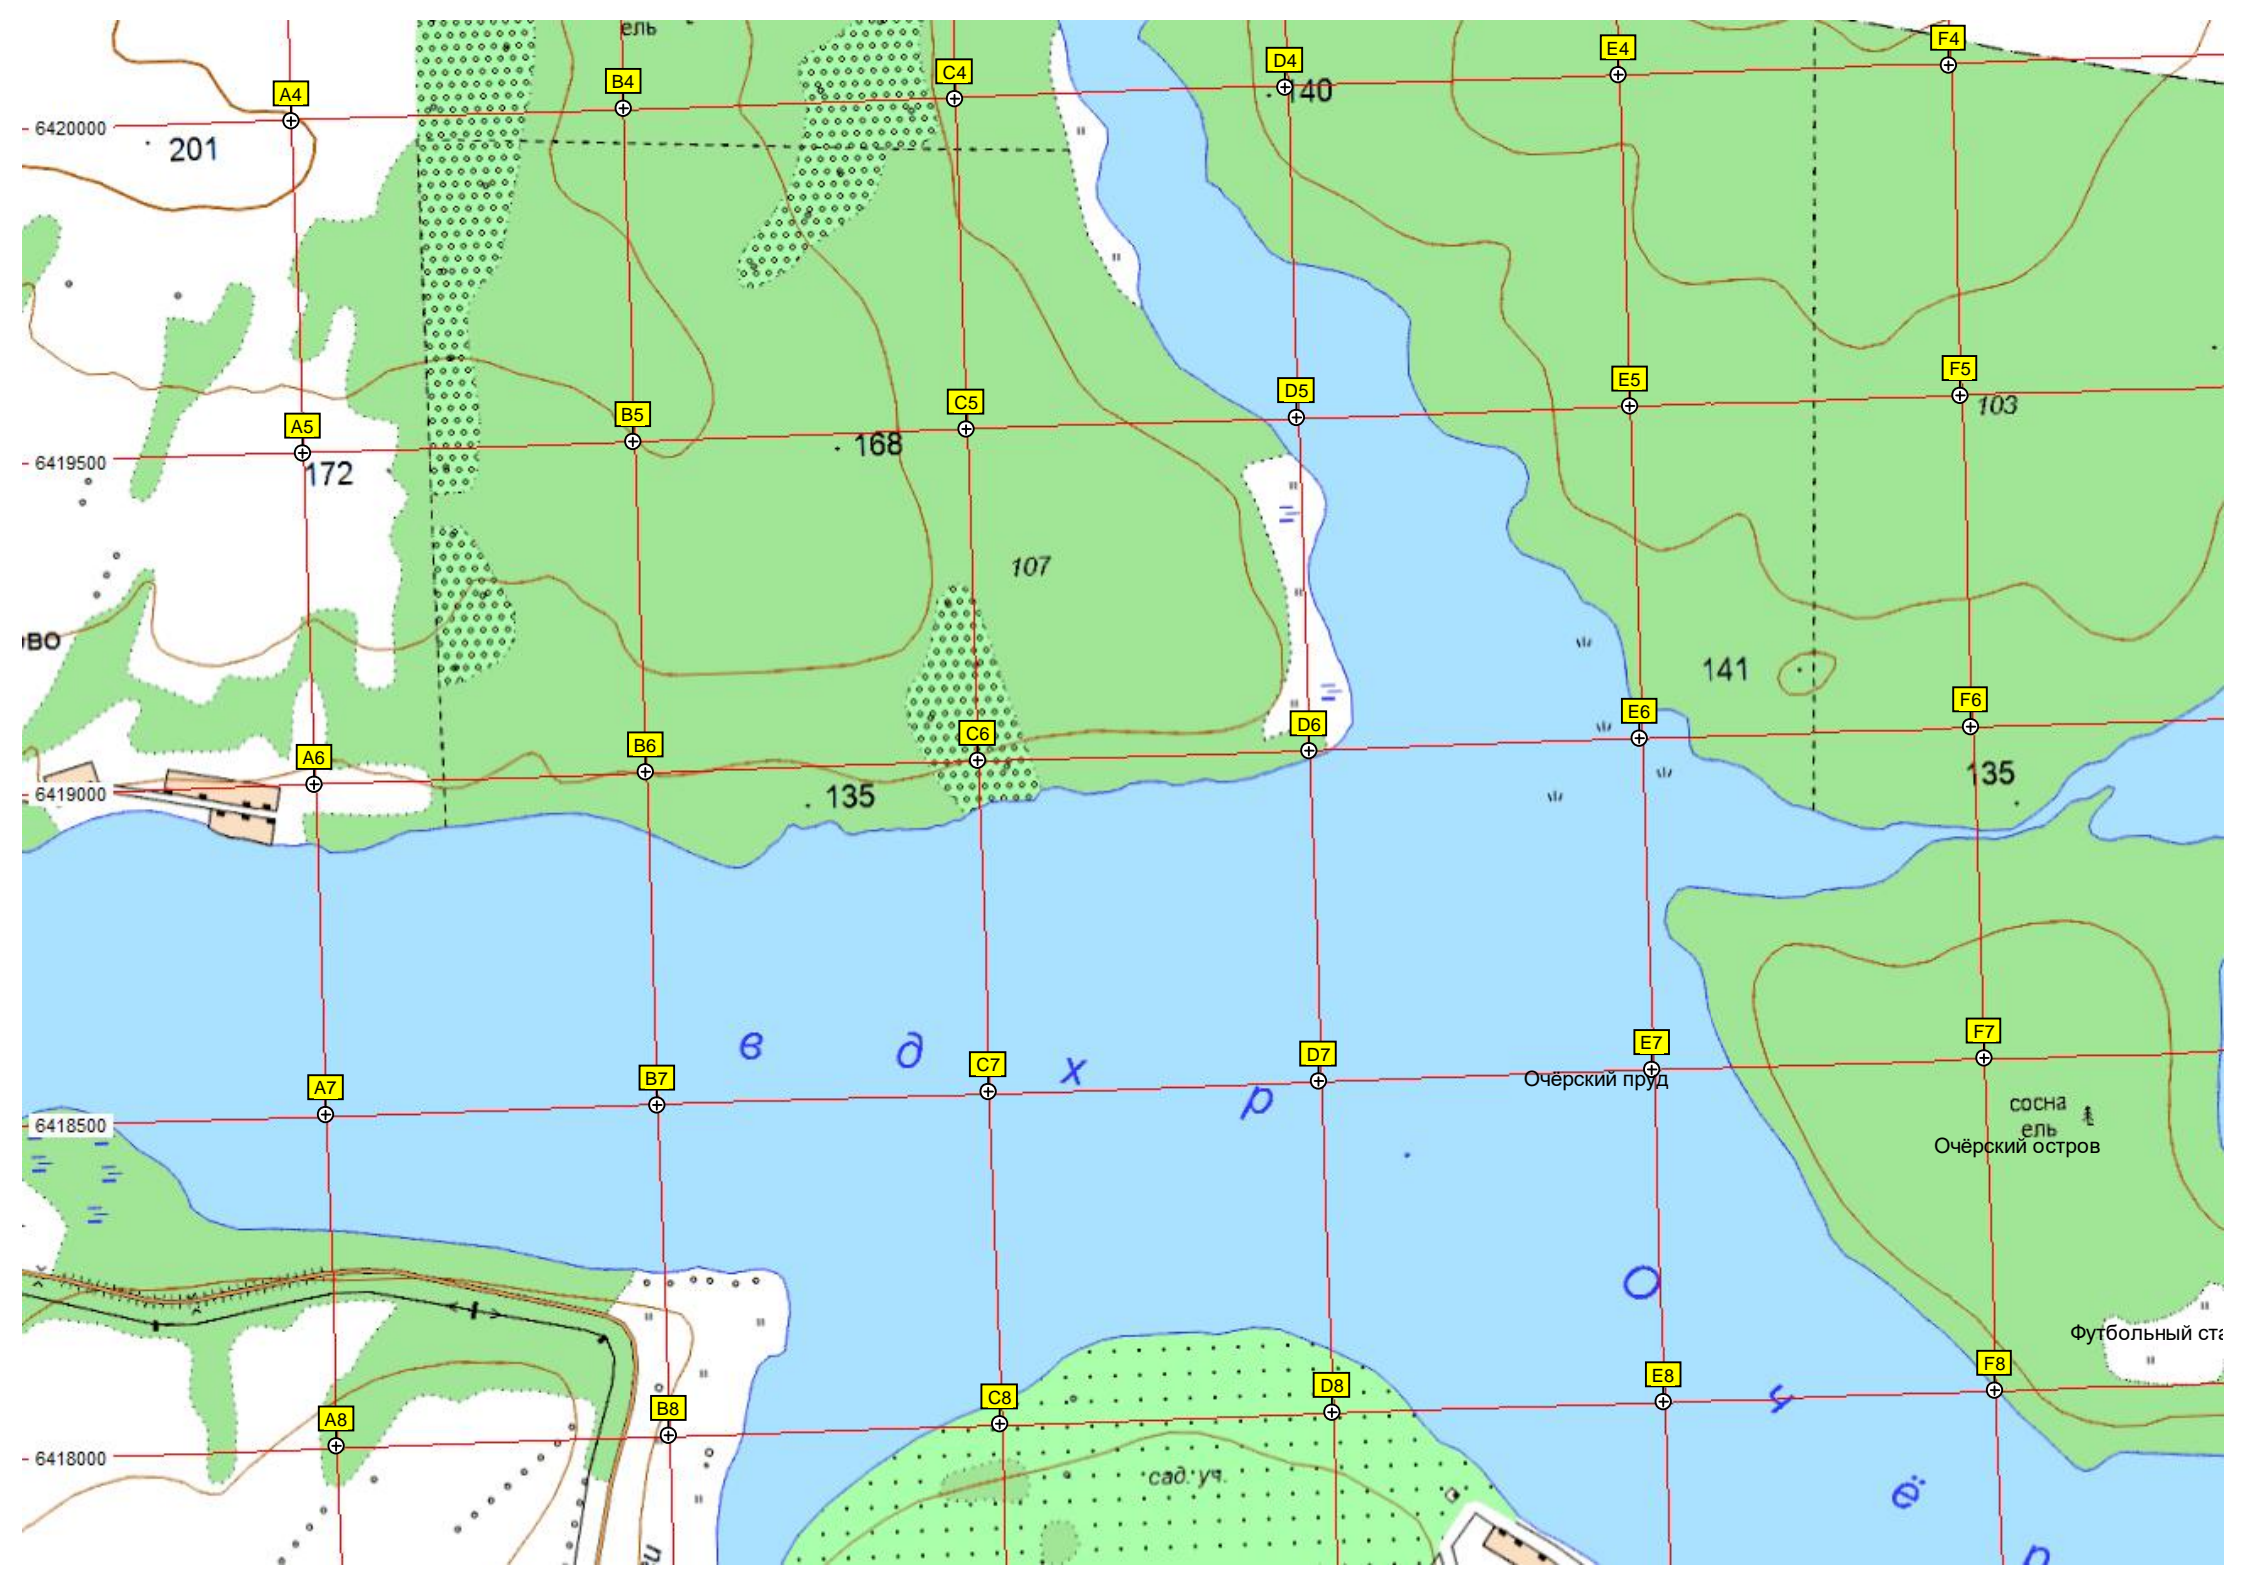 ель
F4
E4
D4
C4
B4
A4
140
6420000
201
F5
E5
D5
C5
B5
A5
103
168
6419500
172
107
ВО
141
F6
E6
D6
C6
B6
A6
135
135
6419000
F7
E7
D7
C7
B7
A7
в д х р
Очёрский пруд
сосна
ель
Очёрский остров
6418500
О ч ё р
Футбольный ста
F8
E8
D8
C8
B8
A8
6418000
сад. уч.
и